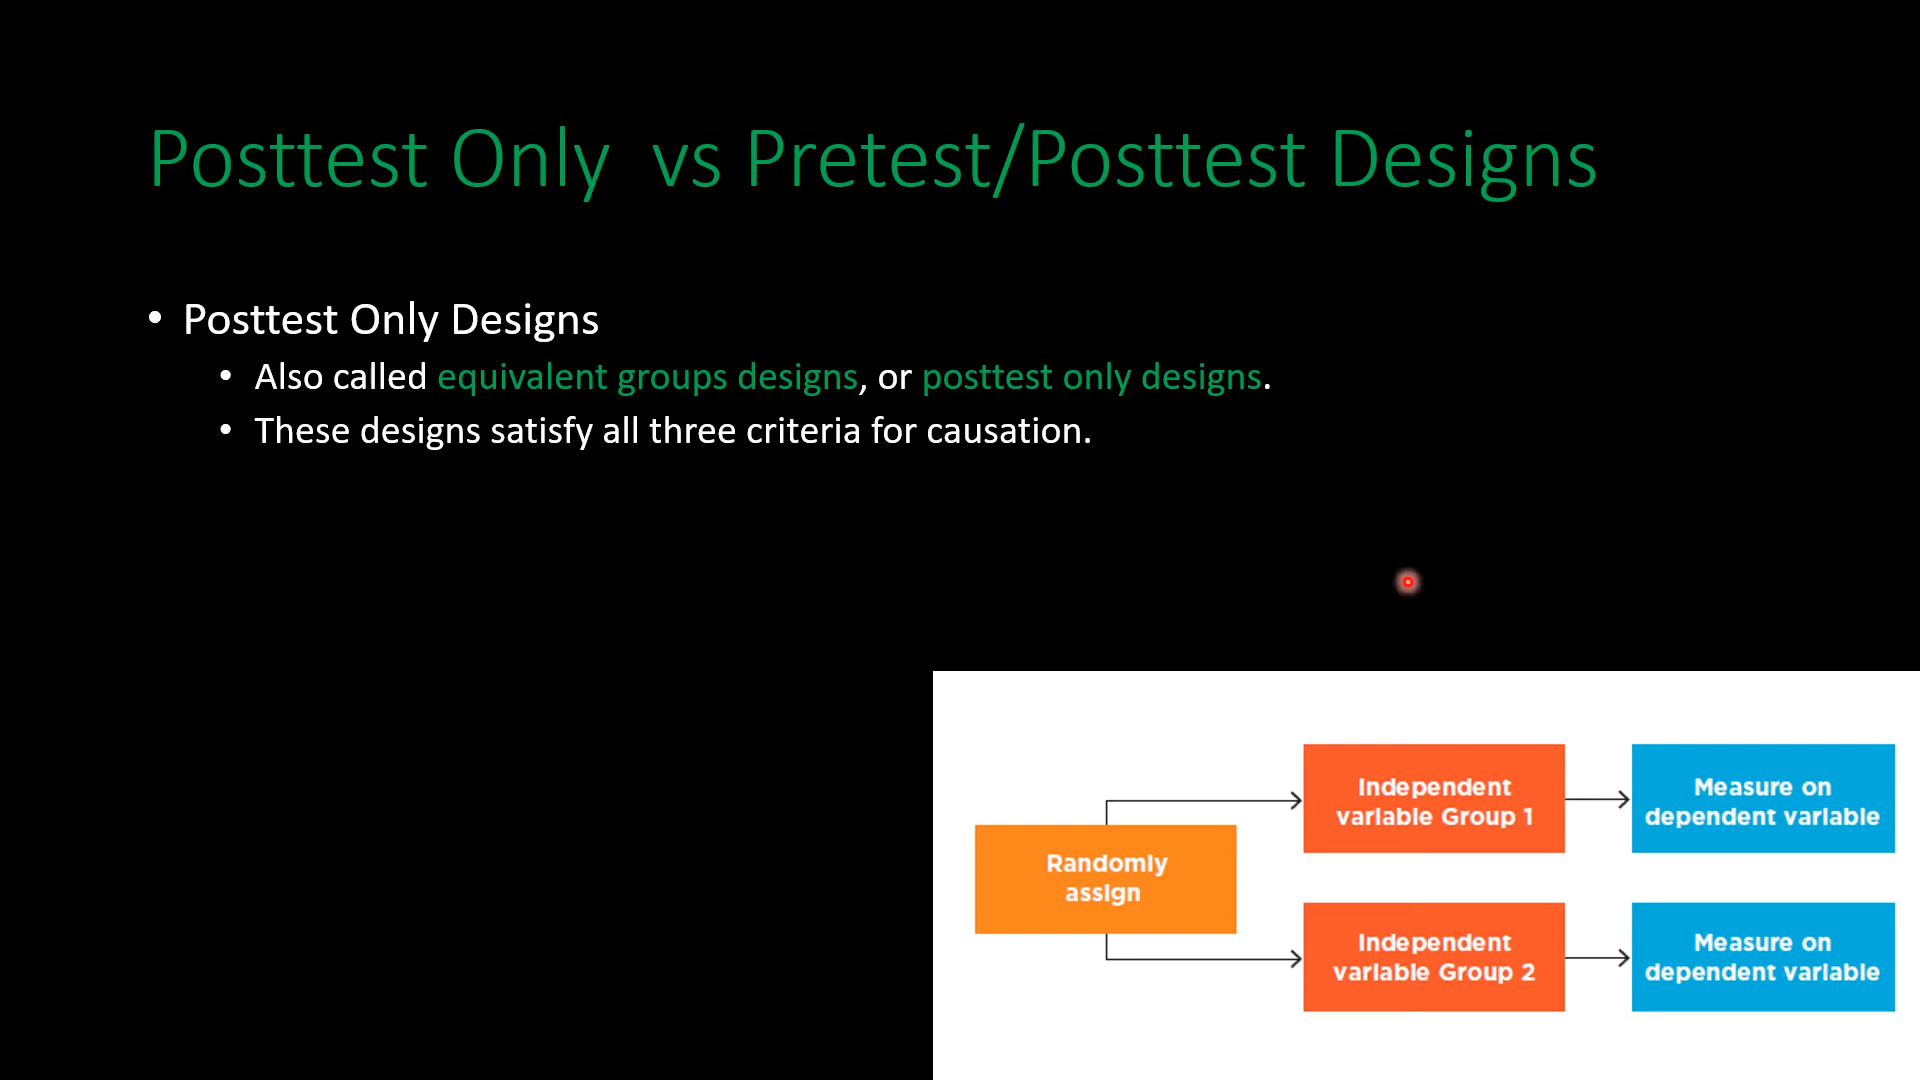 Posttest Only vs Pretest/Posttest Designs
• Posttest Only Designs
• Also called equivalent groups designs, or posttest only designs.
• These designs satisfy all three criteria for causation.
Randomly
assign
Independent
variable Group 1
Measure on
dependent variable
Independent
variable Group 2
Measure on
dependent variable